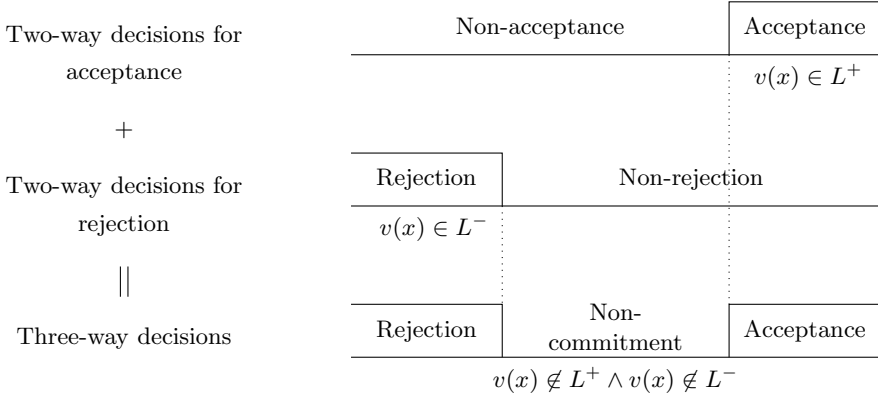 Two-way decisions for
acceptance
Non-acceptance
Acceptance
v(x) ∈ L⁺
+
Two-way decisions for
rejection
Rejection
Non-rejection
v(x) ∈ L⁻
||
Three-way decisions
Rejection
Non-
commitment
Acceptance
v(x) ∉ L⁺ ∧ v(x) ∉ L⁻